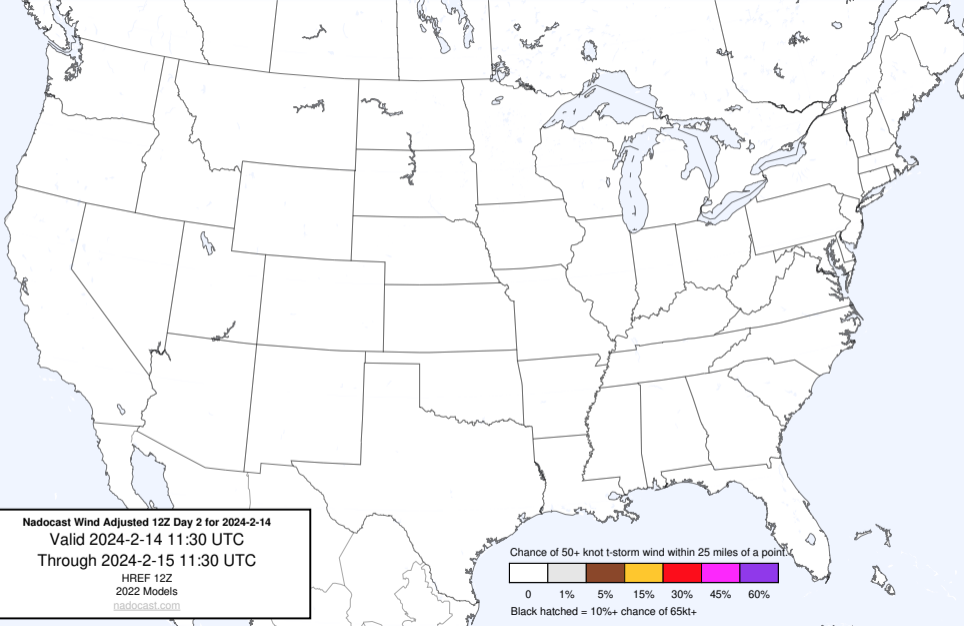 Nadocast Wind Adjusted 12Z Day 2 for 2024-2-14
Valid 2024-2-14 11:30 UTC
Through 2024-2-15 11:30 UTC
HREF 12Z
2022 Models
nadocast.com
Chance of 50+ knot t-storm wind within 25 miles of a point.
0 1% 5% 15% 30% 45% 60%
Black hatched = 10%+ chance of 65kt+